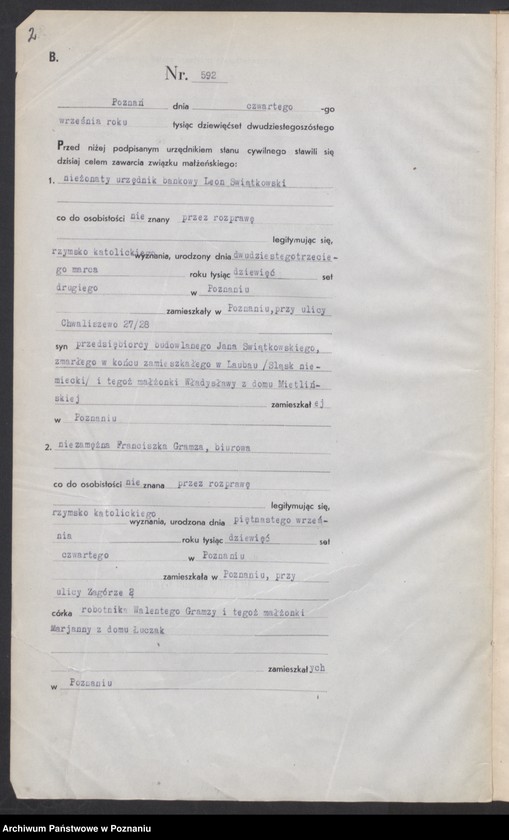 2
B.
Nr. 592
Poznań dnia czwartego -go
września roku tysiąc dziewięćset dwudziestegoszóstego
Przed niżej podpisanym urzędnikiem stanu cywilnego stawili się
dzisiaj celem zawarcia związku małżeńskiego:
1. nieżonaty urzędnik bankowy Leon Swiątkowski
co do osobistości nie znany przez rozprawę
legitymując się,
rzymsko katolickiego wyznania, urodzony dnia dwudziestegotrzecie-
go marca roku tysiąc dziewięć set
drugiego w Poznaniu
zamieszkały w Poznaniu, przy ulicy
Chwaliszewo 27/28
syn przedsiębiorcy budowlanego Jana Swiątkowskiego,
zmarłego w końcu zamieszkałego w Laubau /Sląsk nie-
miecki/ i tegoż małżonki Władysławy z domu Mietliń-
skiej zamieszkał ej
w Poznaniu
2. niezamężna Franciszka Gramza, biurowa
co do osobistości nie znana przez rozprawę
legitymując się,
rzymsko katolickiego wyznania, urodzona dnia piętnastego wrześ-
nia roku tysiąc dziewięć set
czwartego w Poznaniu
zamieszkała w Poznaniu, przy
ulicy Zagórze 2
córka robotnika Walentego Gramzy i tegoż małżonki
Marjanny z domu Łuczak
zamieszkał ych
w Poznaniu
Archiwum Państwowe w Poznaniu